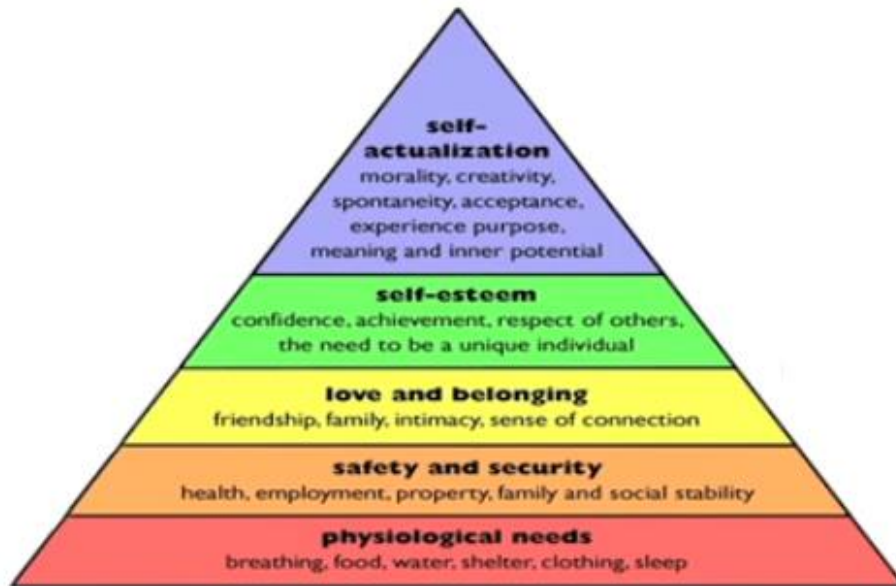 self-
actualization
morality, creativity,
spontaneity, acceptance,
experience purpose,
meaning and inner potential
self-esteem
confidence, achievement, respect of others,
the need to be a unique individual
love and belonging
friendship, family, intimacy, sense of connection
safety and security
health, employment, property, family and social stability
physiological needs
breathing, food, water, shelter, clothing, sleep